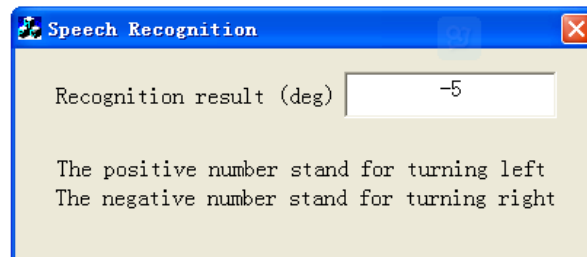 Speech Recognition
Recognition result (deg) -5
The positive number stand for turning left
The negative number stand for turning right